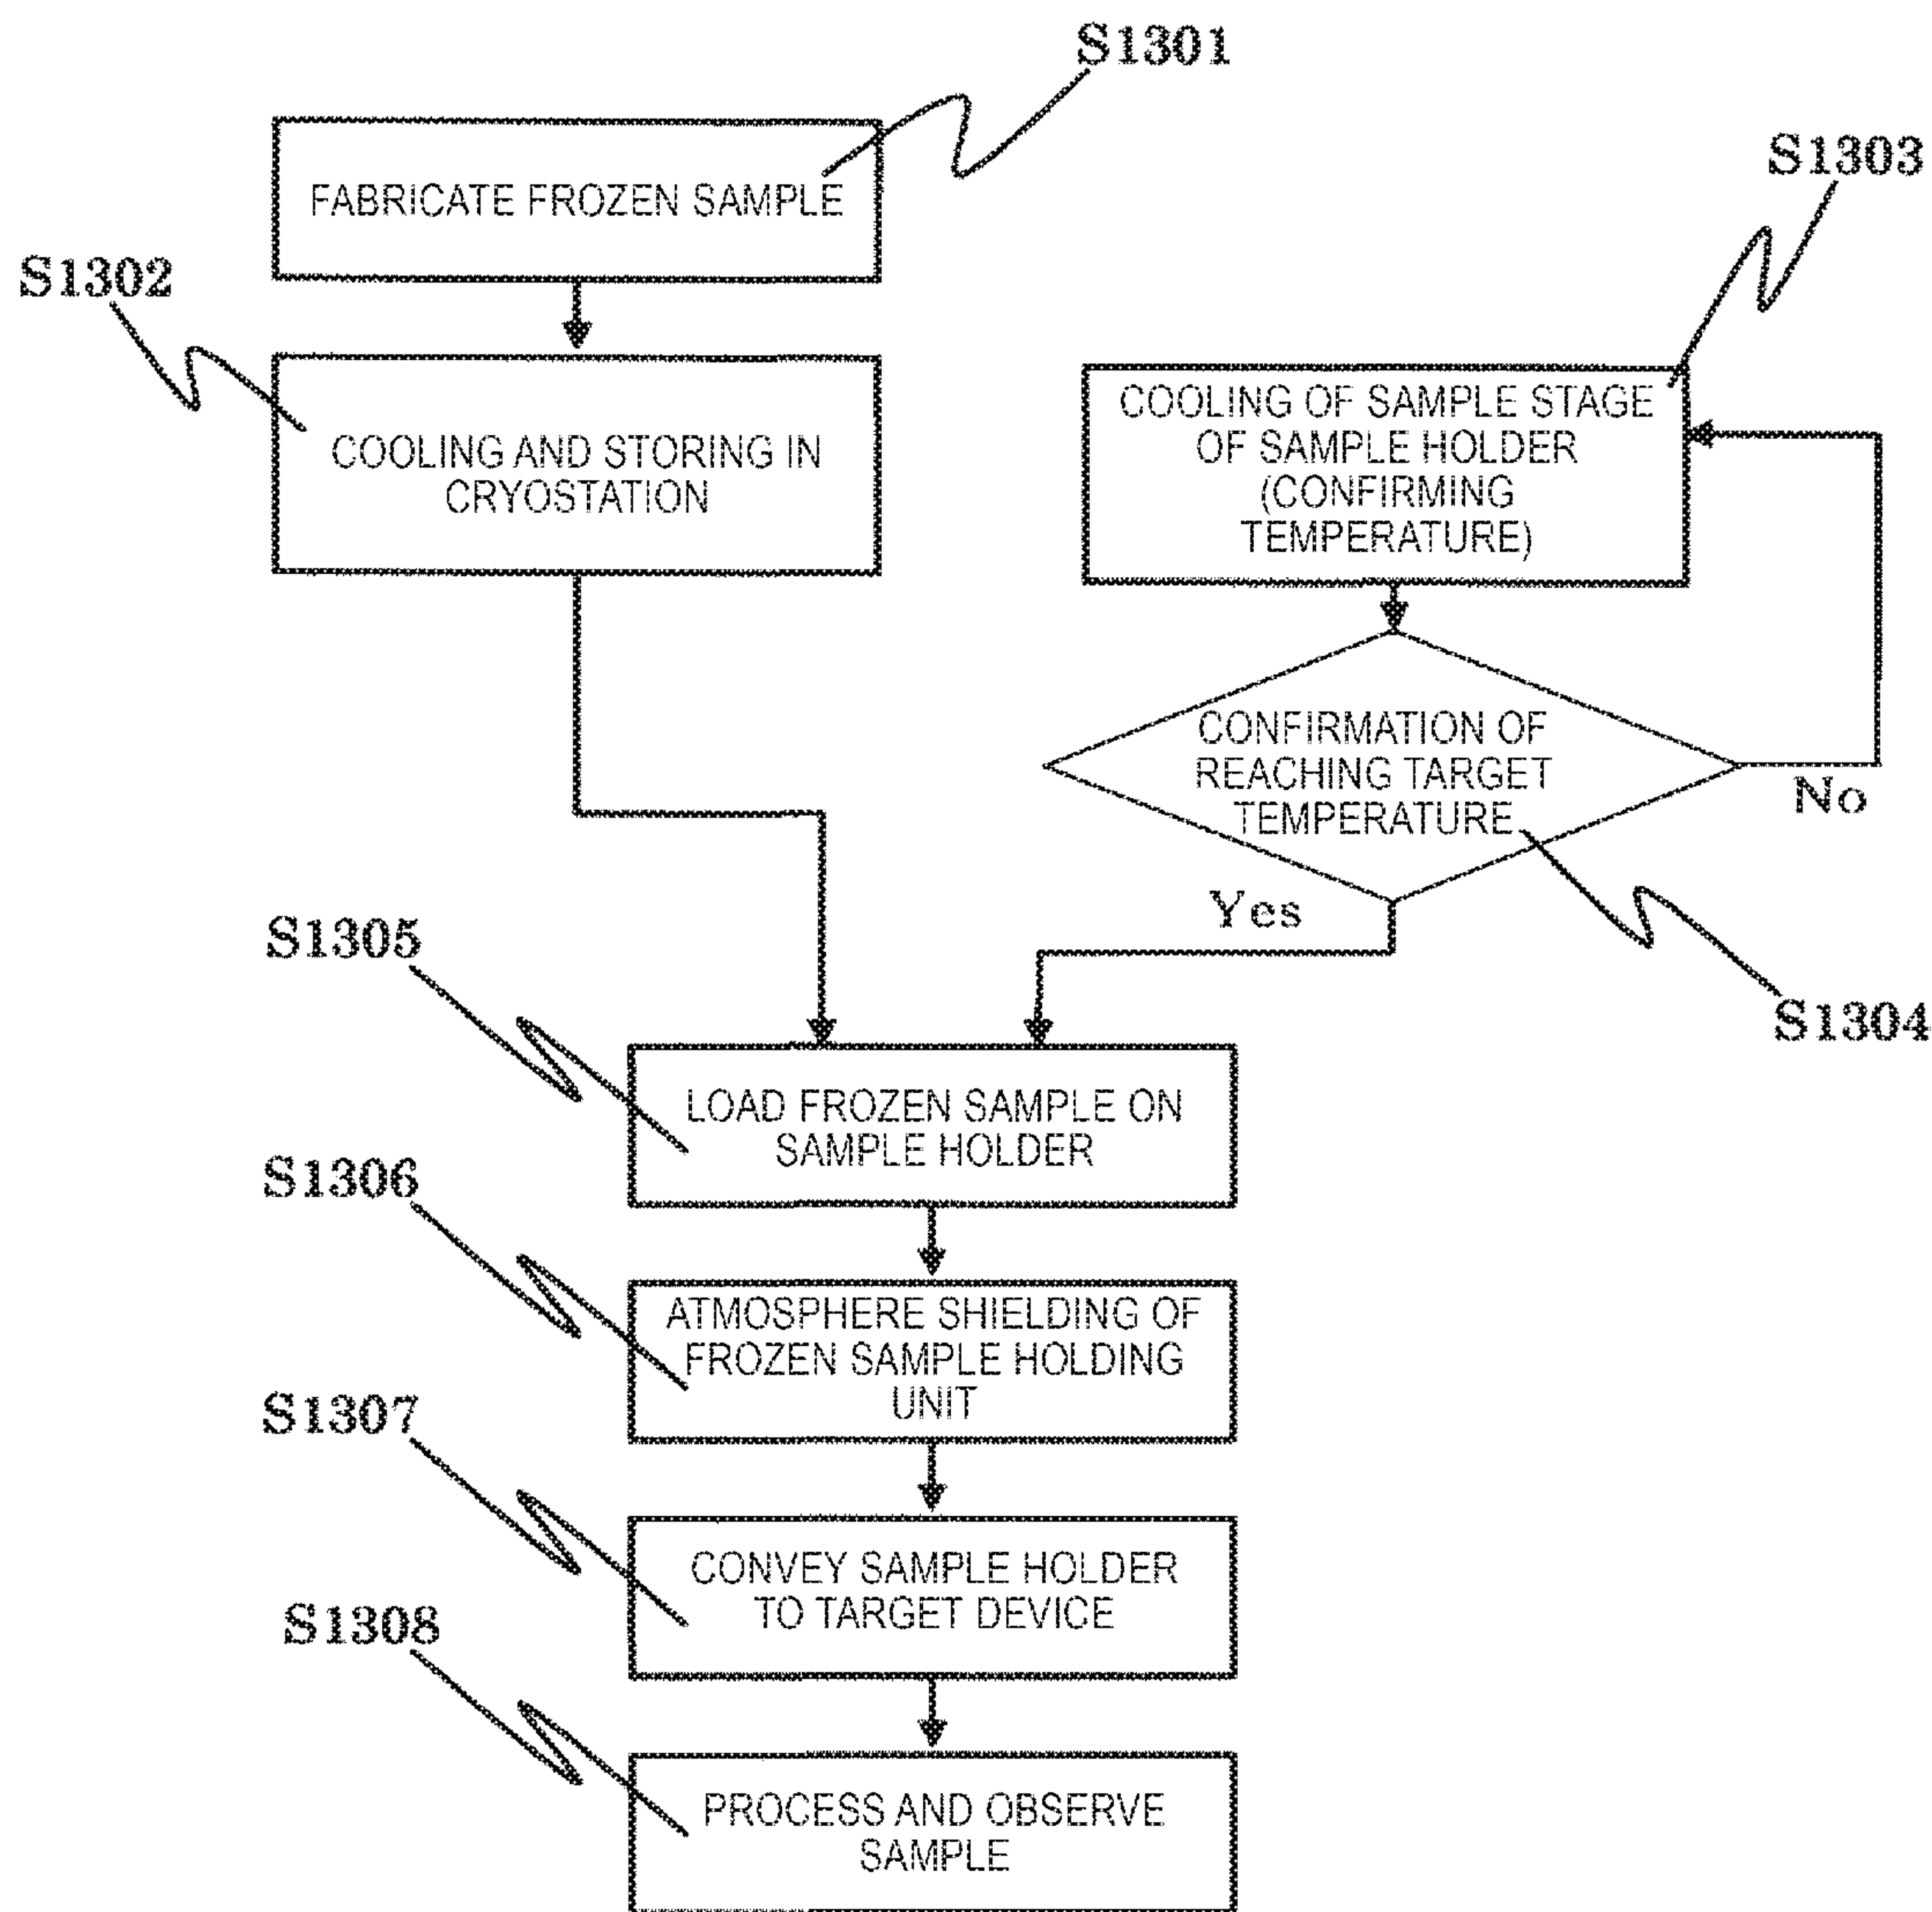 S1301
FABRICATE FROZEN SAMPLE
S1302
COOLING AND STORING IN
CRYOSTATION
S1303
COOLING OF SAMPLE STAGE
OF SAMPLE HOLDER
(CONFIRMING
TEMPERATURE)
CONFIRMATION OF
REACHING TARGET
TEMPERATURE
No
Yes
S1304
S1305
LOAD FROZEN SAMPLE ON
SAMPLE HOLDER
S1306
ATMOSPHERE SHIELDING OF
FROZEN SAMPLE HOLDING
UNIT
S1307
CONVEY SAMPLE HOLDER
TO TARGET DEVICE
S1308
PROCESS AND OBSERVE
SAMPLE